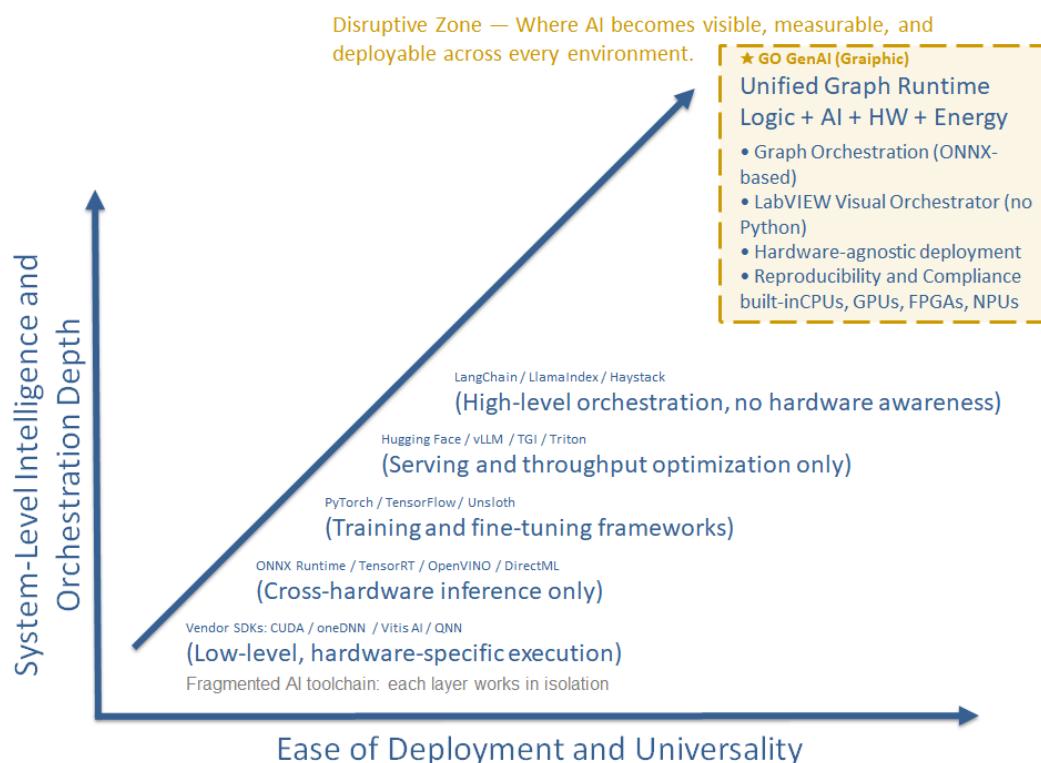 Disruptive Zone — Where AI becomes visible, measurable, and
deployable across every environment.
★ GO GenAI (Graiphic)
Unified Graph Runtime
Logic + AI + HW + Energy
• Graph Orchestration (ONNX-
based)
• LabVIEW Visual Orchestrator (no
Python)
• Hardware-agnostic deployment
• Reproducibility and Compliance
built-inCPUs, GPUs, FPGAs, NPUs
System-Level Intelligence and
Orchestration Depth
LangChain / LlamaIndex / Haystack
(High-level orchestration, no hardware awareness)
Hugging Face / vLLM / TGI / Triton
(Serving and throughput optimization only)
PyTorch / TensorFlow / Unsloth
(Training and fine-tuning frameworks)
ONNX Runtime / TensorRT / OpenVINO / DirectML
(Cross-hardware inference only)
Vendor SDKs: CUDA / oneDNN / Vitis AI / QNN
(Low-level, hardware-specific execution)
Fragmented AI toolchain: each layer works in isolation
Ease of Deployment and Universality